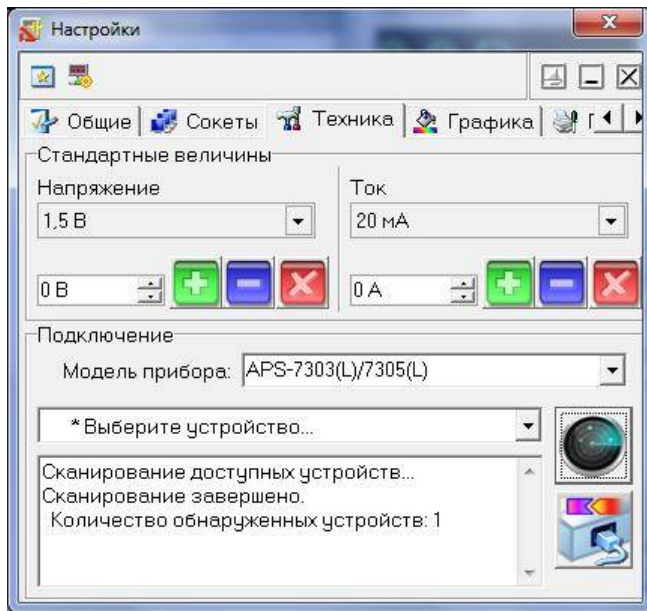 Настройки
Общие Сокеты Техника Графика
Стандартные величины
Напряжение Ток
1,5 В 20 мА
0 В 0 А
Подключение
Модель прибора: APS-7303(L)/7305(L)
* Выберите устройство...
Сканирование доступных устройств...
Сканирование завершено.
Количество обнаруженных устройств: 1